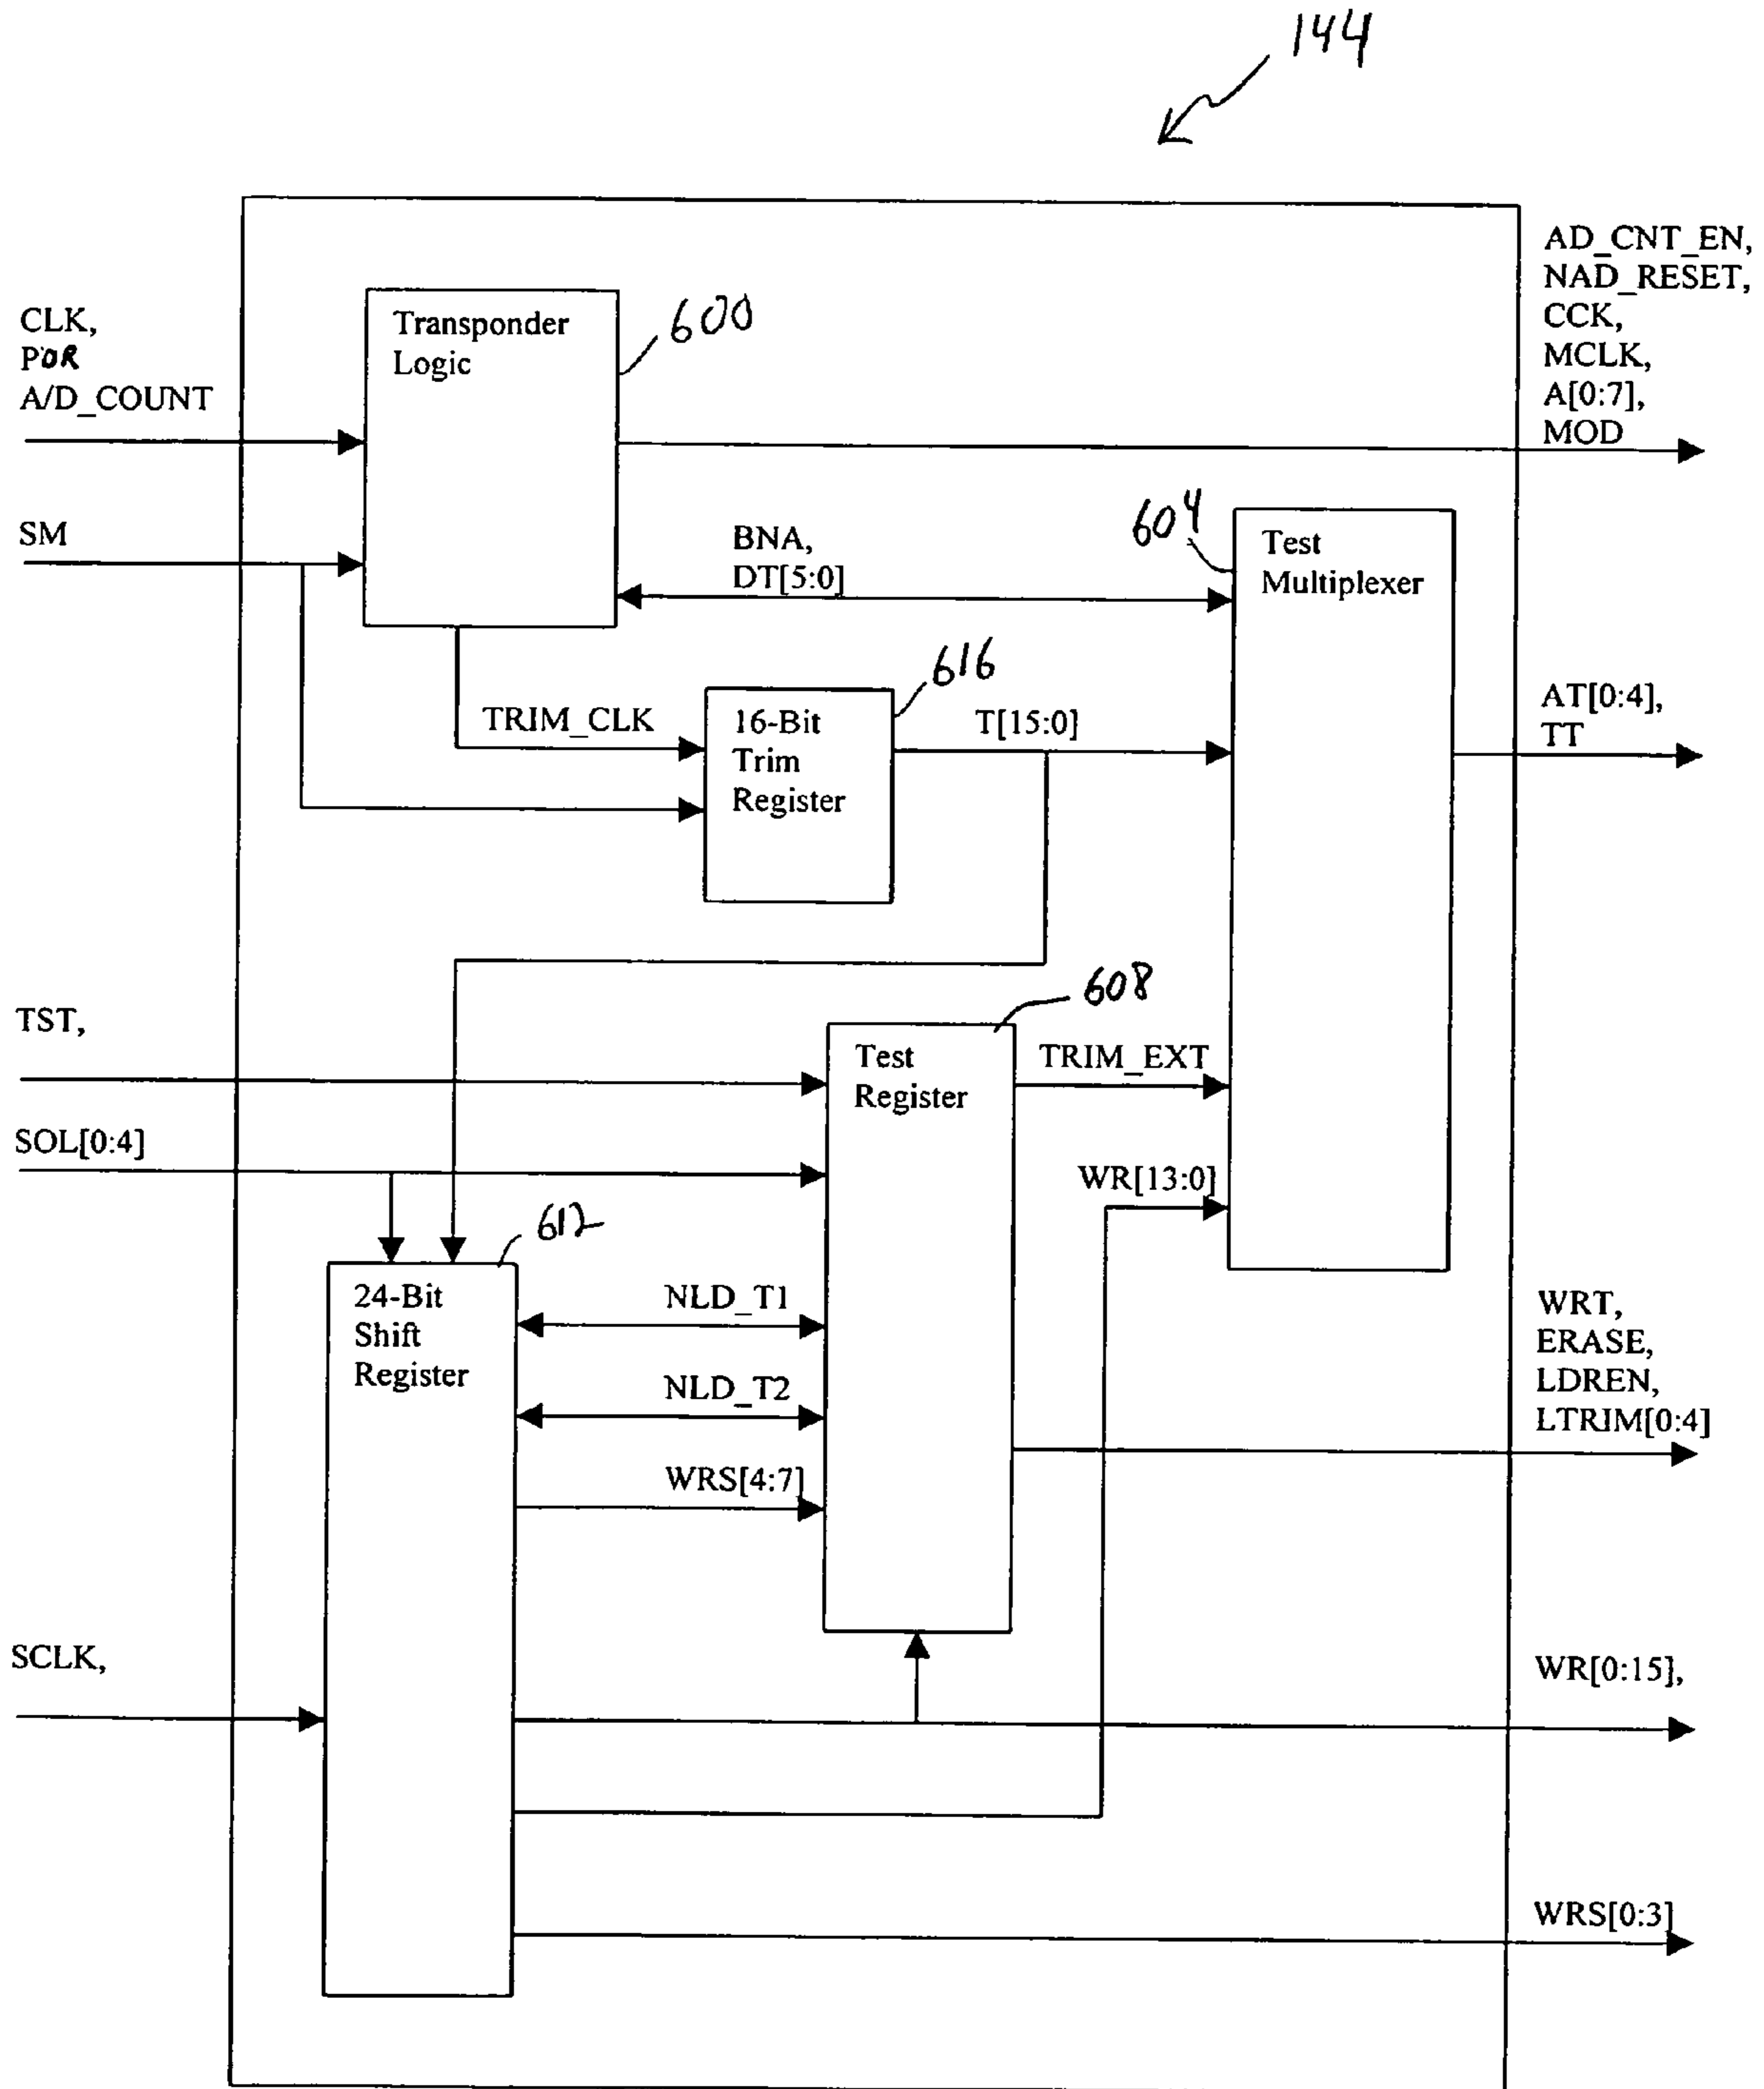 144
AD_CNT_EN,
NAD_RESET,
CCK,
MCLK,
A[0:7],
MOD
CLK,
POR
A/D_COUNT
Transponder
Logic
600
SM
BNA,
DT[5:0]
604
Test
Multiplexer
616
TRIM_CLK
16-Bit
Trim
Register
T[15:0]
AT[0:4],
TT
TST,
608
Test
Register
TRIM_EXT
SOL[0:4]
WR[13:0]
612
24-Bit
Shift
Register
NLD_T1
NLD_T2
WRS[4:7]
WRT,
ERASE,
LDREN,
LTRIM[0:4]
SCLK,
WR[0:15],
WRS[0:3]